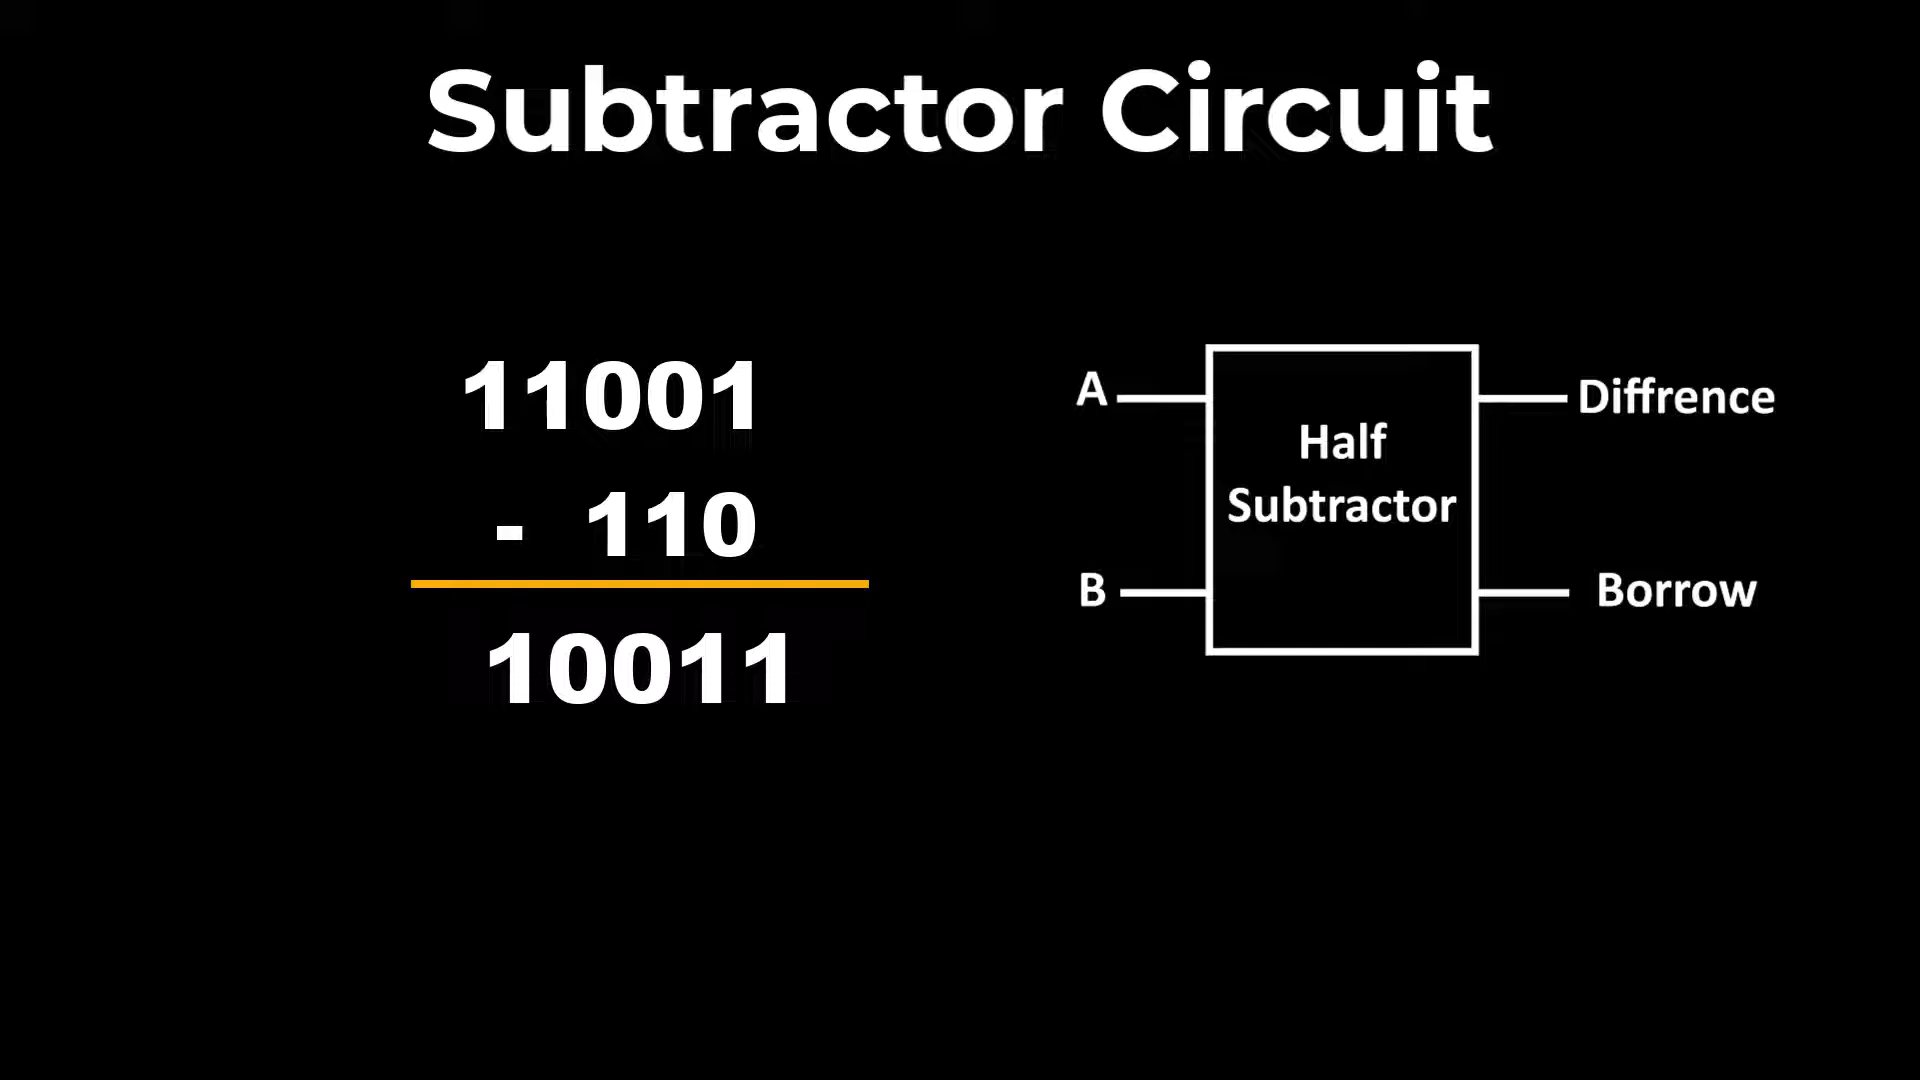 Subtractor Circuit
11001
- 110
10011
A
Half
Subtractor
B
Diffrence
Borrow